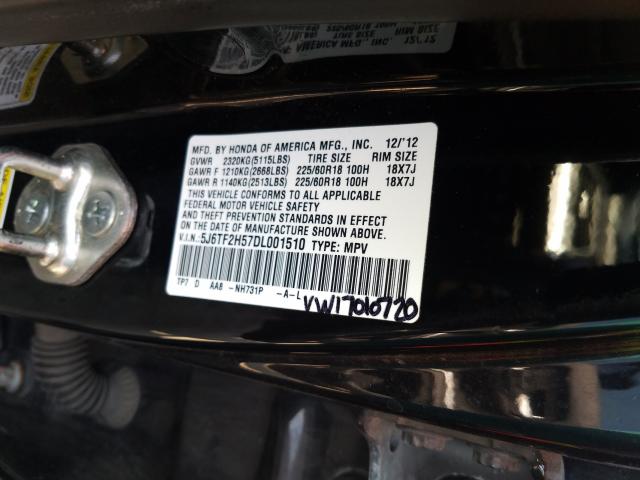 MFD. BY HONDA OF AMERICA MFG., INC. 12/'12
GVWR 2320KG(5115LBS) TIRE SIZE RIM SIZE
GAWR F 1210KG(2668LBS) 225/60R18 100H 18X7J
GAWR R 1140KG(2513LBS) 225/60R18 100H 18X7J
THIS VEHICLE CONFORMS TO ALL APPLICABLE
FEDERAL MOTOR VEHICLE SAFETY
AND THEFT PREVENTION STANDARDS IN EFFECT
ON THE DATE OF MANUFACTURE SHOWN ABOVE.
V.I.N.: 5J6TF2H57DL001510 TYPE: MPV
TP7 D AA8 -NH731P -A-L
VW17010720